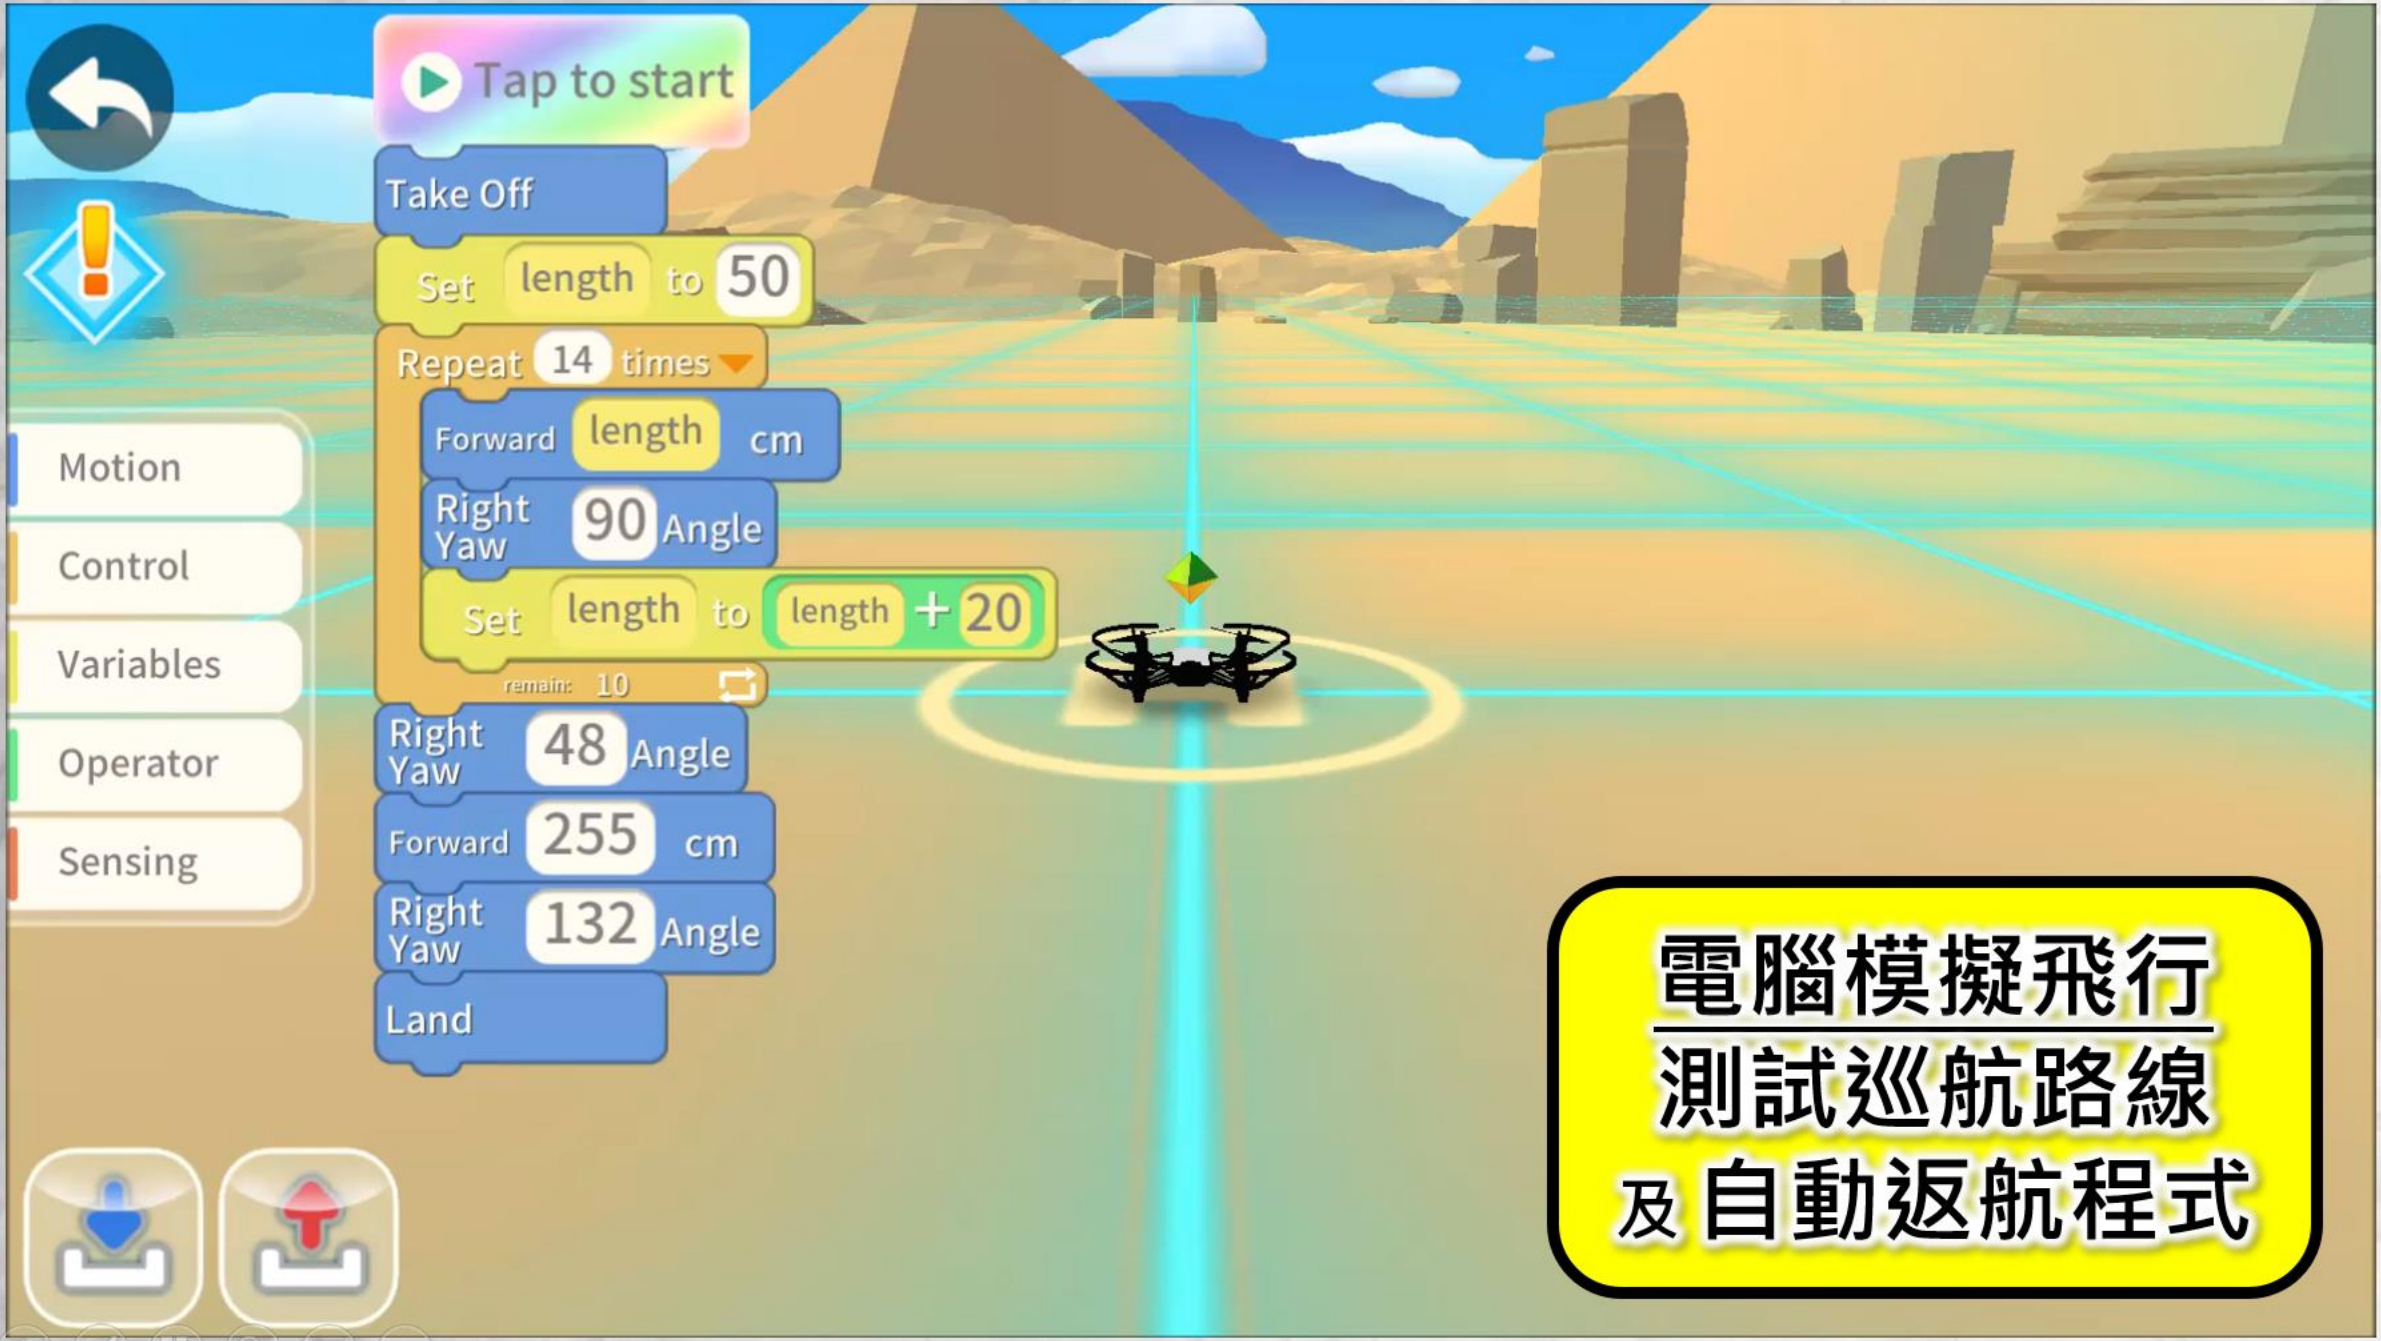 Tap to start
Take Off
Set length to 50
Repeat 14 times
Forward length cm
Right Yaw 90 Angle
Set length to length + 20
remain: 10
Right Yaw 48 Angle
Forward 255 cm
Right Yaw 132 Angle
Land
Motion
Control
Variables
Operator
Sensing
電腦模擬飛行
測試巡航路線
及自動返航程式